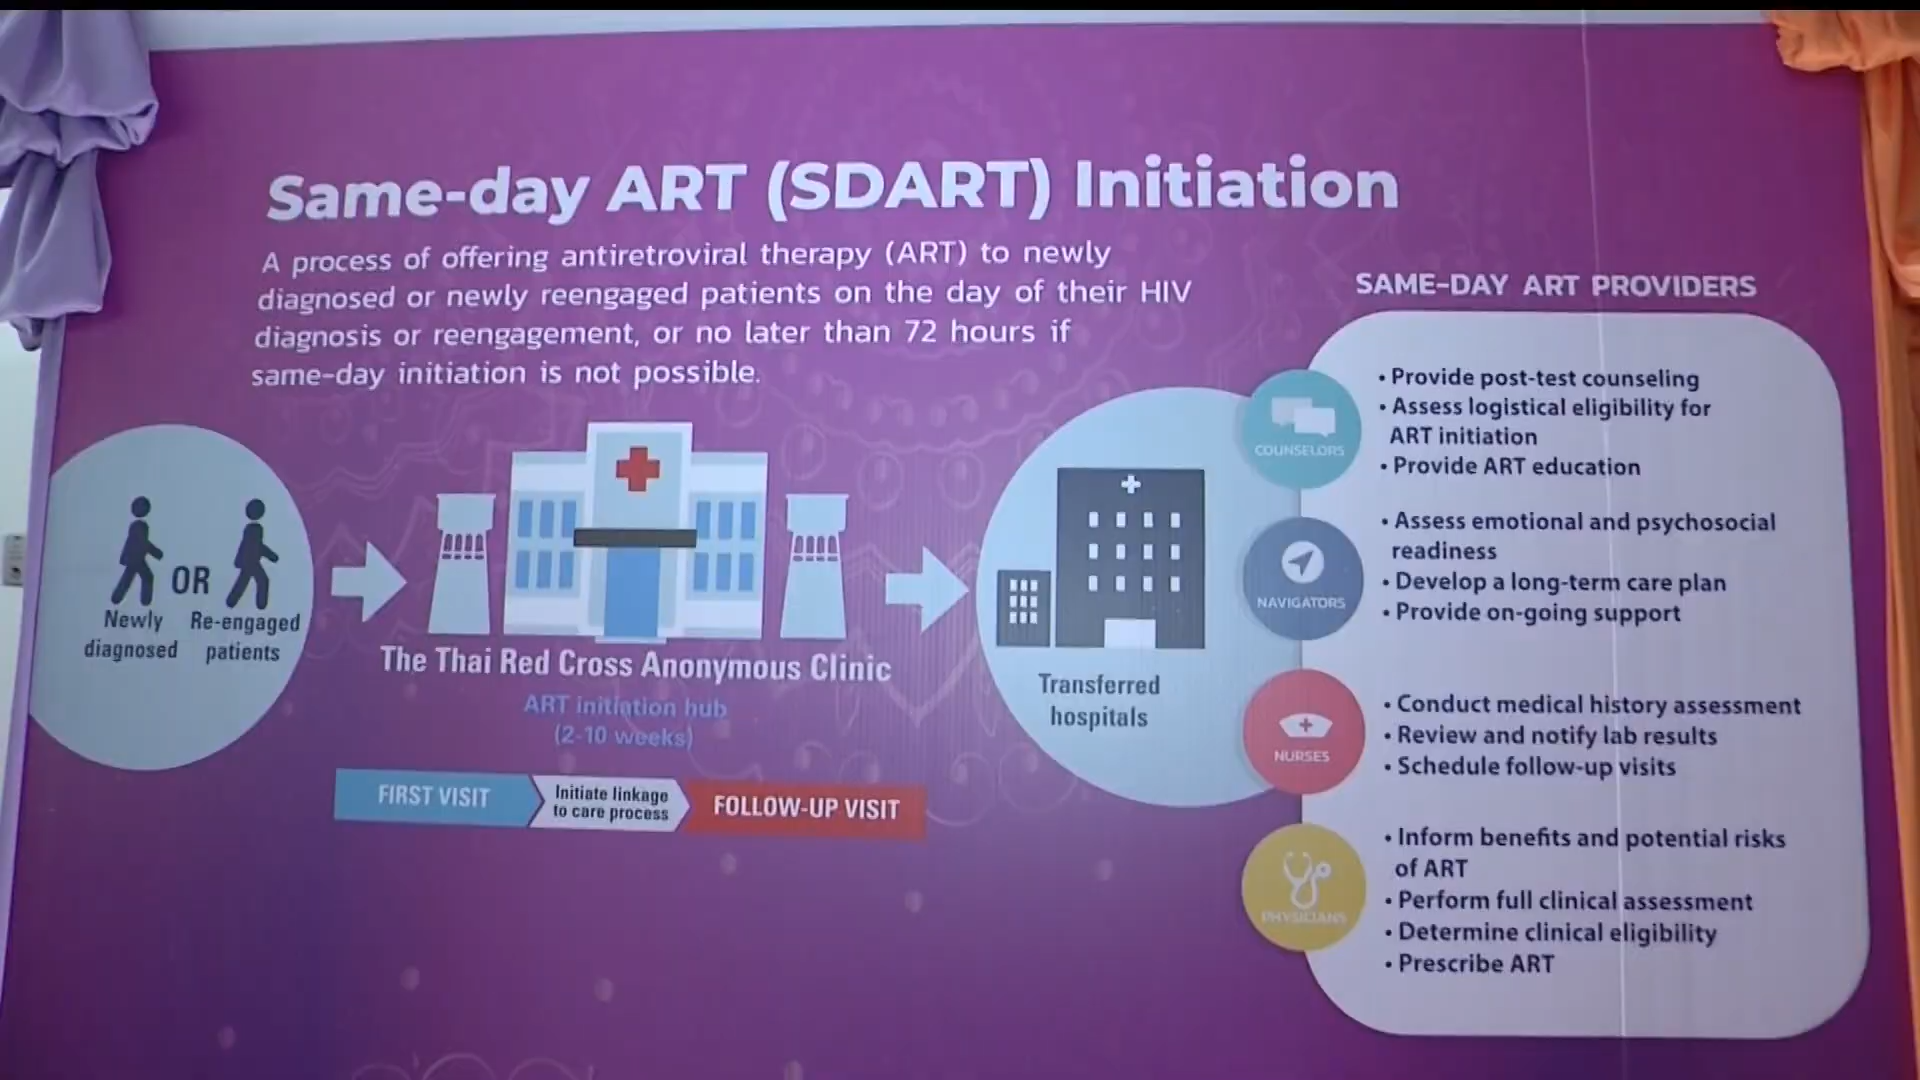 Same-day ART (SDART) Initiation
A process of offering antiretroviral therapy (ART) to newly
diagnosed or newly reengaged patients on the day of their HIV
diagnosis or reengagement, or no later than 72 hours if
same-day initiation is not possible.
Newly
diagnosed
OR
Re-engaged
patients
The Thai Red Cross Anonymous Clinic
ART initiation hub
(2-10 weeks)
FIRST VISIT
Initiate linkage
to care process
FOLLOW-UP VISIT
Transferred
hospitals
SAME-DAY ART PROVIDERS
COUNSELORS
• Provide post-test counseling
• Assess logistical eligibility for
ART initiation
• Provide ART education
NAVIGATORS
• Assess emotional and psychosocial
readiness
• Develop a long-term care plan
• Provide on-going support
NURSES
• Conduct medical history assessment
• Review and notify lab results
• Schedule follow-up visits
PHYSICIANS
• Inform benefits and potential risks
of ART
• Perform full clinical assessment
• Determine clinical eligibility
• Prescribe ART